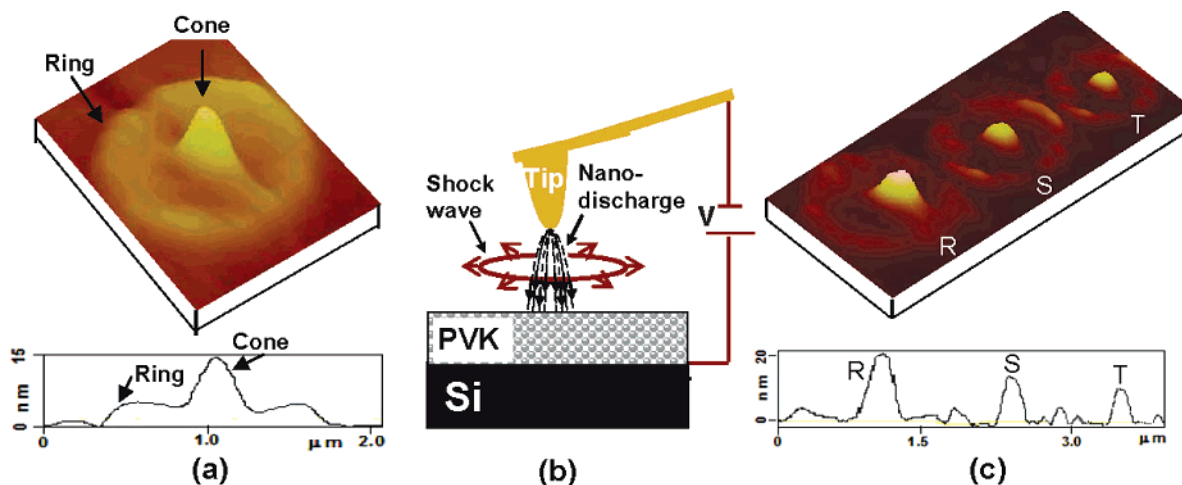 Cone
Ring
15
n m
0
Ring
Cone
0
1.0
μm
2.0
(a)
Tip
Shock
wave
Nano-
discharge
V
PVK
Si
(b)
R
S
T
20
nm
0
R
S
T
0
1.5
3.0
μm
(c)